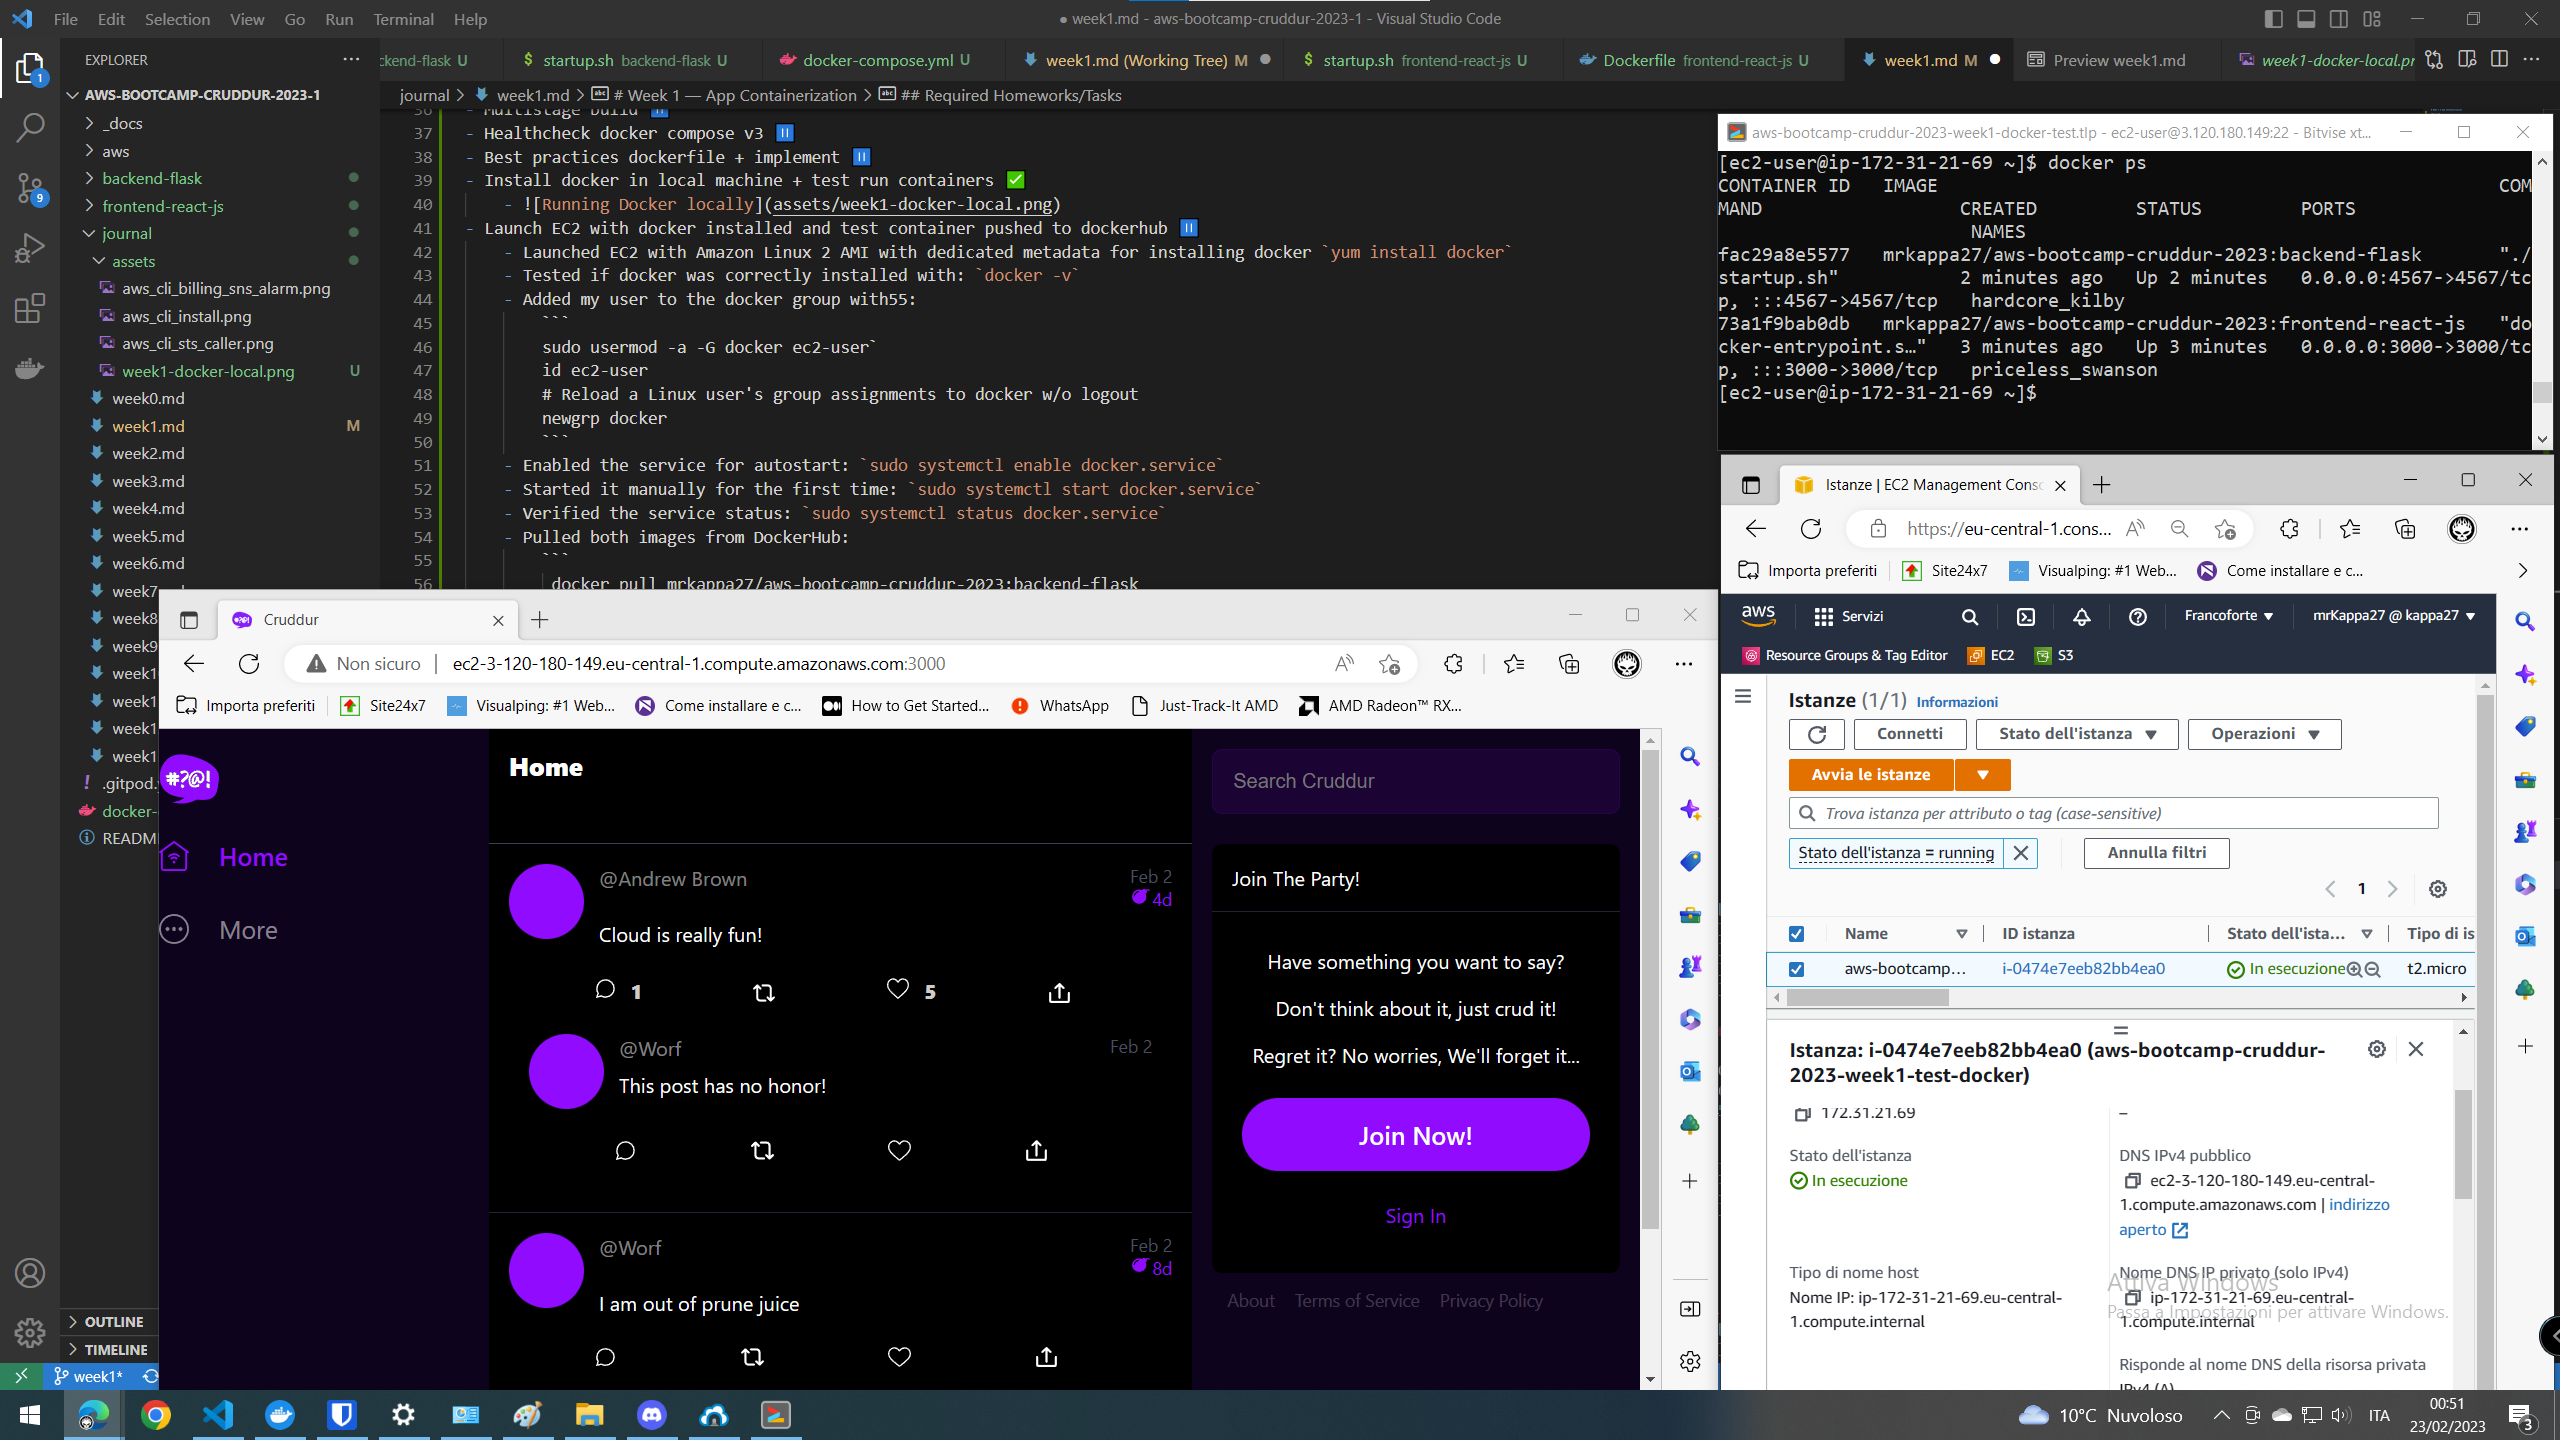 File Edit Selection View Go Run Terminal Help
● week1.md - aws-bootcamp-cruddur-2023-1 - Visual Studio Code
EXPLORER
ckend-flask U
$ startup.sh backend-flask U
docker-compose.yml U
week1.md (Working Tree) M
$ startup.sh frontend-react-js U
Dockerfile frontend-react-js U
week1.md M
Preview week1.md
week1-docker-local.pr
journal > week1.md > # Week 1 — App Containerization > ## Required Homeworks/Tasks
AWS-BOOTCAMP-CRUDDUR-2023-1
_docs
aws
backend-flask
frontend-react-js
journal
assets
aws_cli_billing_sns_alarm.png
aws_cli_install.png
aws_cli_sts_caller.png
week1-docker-local.png U
week0.md
week1.md M
week2.md
week3.md
week4.md
week5.md
week6.md
week7
week8
week9
week1
week1
week1
week1
! .gitpod.
docker-
READM
OUTLINE
TIMELINE
week1*
36 - Multistage build
37 - Healthcheck docker compose v3
38 - Best practices dockerfile + implement
39 - Install docker in local machine + test run containers ✅
40 - ![Running Docker locally](assets/week1-docker-local.png)
41 - Launch EC2 with docker installed and test container pushed to dockerhub
42 - Launched EC2 with Amazon Linux 2 AMI with dedicated metadata for installing docker `yum install docker`
43 - Tested if docker was correctly installed with: `docker -v`
44 - Added my user to the docker group with55:
45 ```
46 sudo usermod -a -G docker ec2-user`
47 id ec2-user
48 # Reload a Linux user's group assignments to docker w/o logout
49 newgrp docker
50 ```
51 - Enabled the service for autostart: `sudo systemctl enable docker.service`
52 - Started it manually for the first time: `sudo systemctl start docker.service`
53 - Verified the service status: `sudo systemctl status docker.service`
54 - Pulled both images from DockerHub:
55 ```
56 docker pull mrkappa27/aws-bootcamp-cruddur-2023:backend-flask
aws-bootcamp-cruddur-2023-week1-docker-test.tlp - ec2-user@3.120.180.149:22 - Bitvise xt...
[ec2-user@ip-172-31-21-69 ~]$ docker ps
CONTAINER ID IMAGE COM
MAND CREATED STATUS PORTS
NAMES
fac29a8e5577 mrkappa27/aws-bootcamp-cruddur-2023:backend-flask "./
startup.sh" 2 minutes ago Up 2 minutes 0.0.0.0:4567->4567/tc
p, :::4567->4567/tcp hardcore_kilby
73a1f9bab0db mrkappa27/aws-bootcamp-cruddur-2023:frontend-react-js "do
cker-entrypoint.s…" 3 minutes ago Up 3 minutes 0.0.0.0:3000->3000/tc
p, :::3000->3000/tcp priceless_swanson
[ec2-user@ip-172-31-21-69 ~]$
Cruddur
Non sicuro | ec2-3-120-180-149.eu-central-1.compute.amazonaws.com:3000
Importa preferiti
Site24x7
Visualping: #1 Web...
Come installare e c...
How to Get Started...
WhatsApp
Just-Track-It AMD
AMD Radeon™ RX...
#?@!
Home
More
Home
@Andrew Brown
Feb 2
4d
Cloud is really fun!
1
5
@Worf
Feb 2
This post has no honor!
@Worf
Feb 2
8d
I am out of prune juice
Search Cruddur
Join The Party!
Have something you want to say?
Don't think about it, just crud it!
Regret it? No worries, We'll forget it...
Join Now!
Sign In
About Terms of Service Privacy Policy
Istanze | EC2 Management Consc
https://eu-central-1.cons...
Importa preferiti
Site24x7
Visualping: #1 Web...
Come installare e c...
aws
Servizi
Francoforte ▼
mrKappa27 @ kappa27 ▼
Resource Groups & Tag Editor
EC2
S3
Istanze (1/1) Informazioni
Connetti
Stato dell'istanza ▼
Operazioni ▼
Avvia le istanze
Trova istanza per attributo o tag (case-sensitive)
Stato dell'istanza = running
Annulla filtri
1
Name
ID istanza
Stato dell'ista...
Tipo di is
aws-bootcamp...
i-0474e7eeb82bb4ea0
In esecuzione
t2.micro
Istanza: i-0474e7eeb82bb4ea0 (aws-bootcamp-cruddur-
2023-week1-test-docker)
172.31.21.69
–
Stato dell'istanza
In esecuzione
DNS IPv4 pubblico
ec2-3-120-180-149.eu-central-
1.compute.amazonaws.com | indirizzo
aperto
Tipo di nome host
Nome IP: ip-172-31-21-69.eu-central-
1.compute.internal
Nome DNS IP privato (solo IPv4)
ip-172-31-21-69.eu-central-
1.compute.internal
Risponde al nome DNS della risorsa privata
IPv4 (A)
Attiva Windows
Passa a Impostazioni per attivare Windows.
10°C Nuvoloso
ITA
00:51
23/02/2023
3